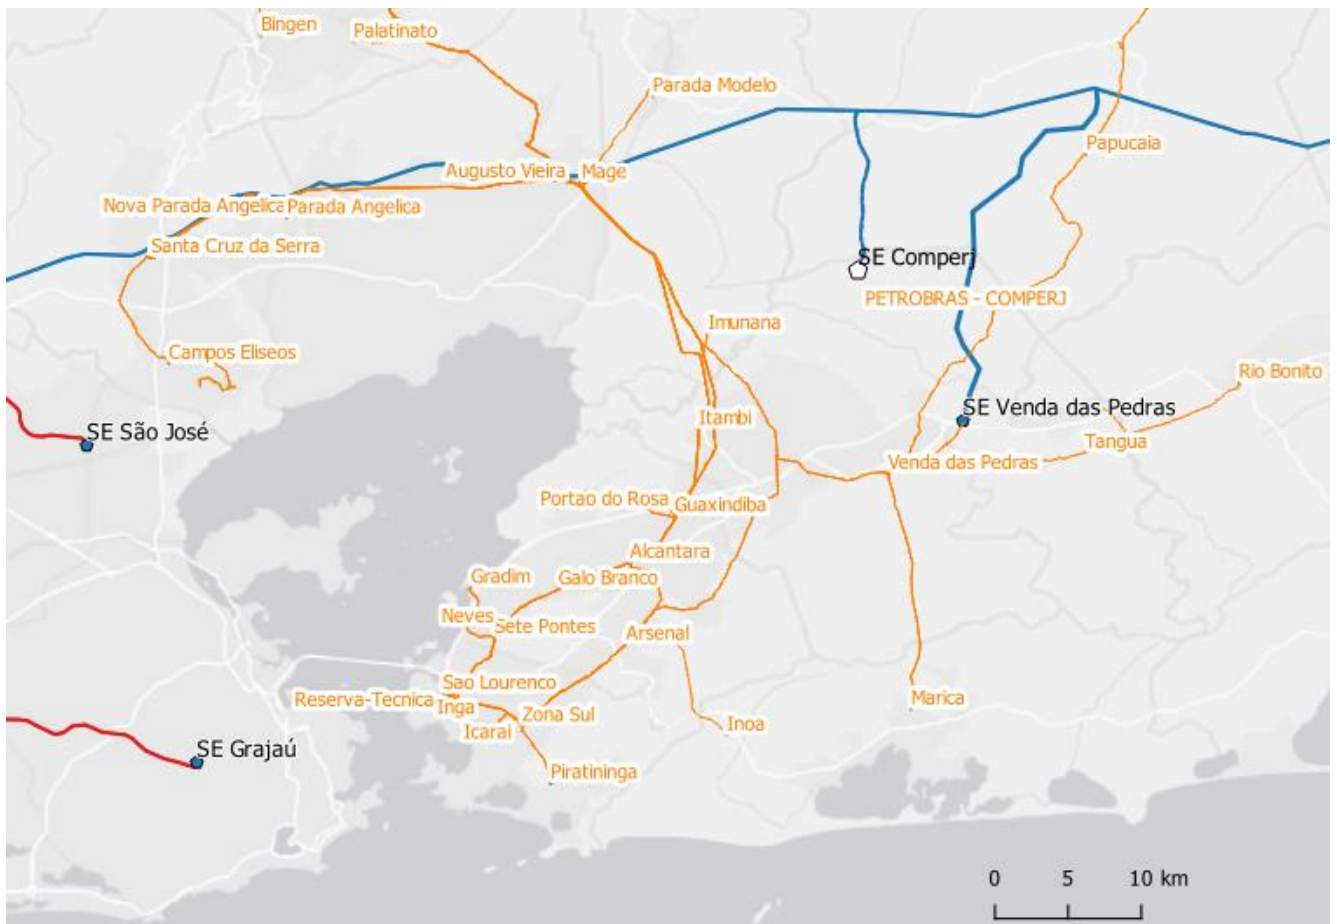 Bingen
Palatinato
Parada Modelo
Papucaia
Augusto Vieira
Mage
Nova Parada Angelica
Parada Angelica
Santa Cruz da Serra
SE Comperj
PETROBRAS - COMPERJ
Imunana
Campos Eliseos
Rio Bonito
SE São José
Itambi
SE Venda das Pedras
Tangua
Venda das Pedras
Portao do Rosa
Guaxindiba
Alcantara
Gradim
Galo Branco
Neves
Sete Pontes
Arsenal
Sao Lourenco
Reserva-Tecnica
Inga
Zona Sul
Marica
Icarai
Inoa
SE Grajaú
Piratininga
0 5 10 km